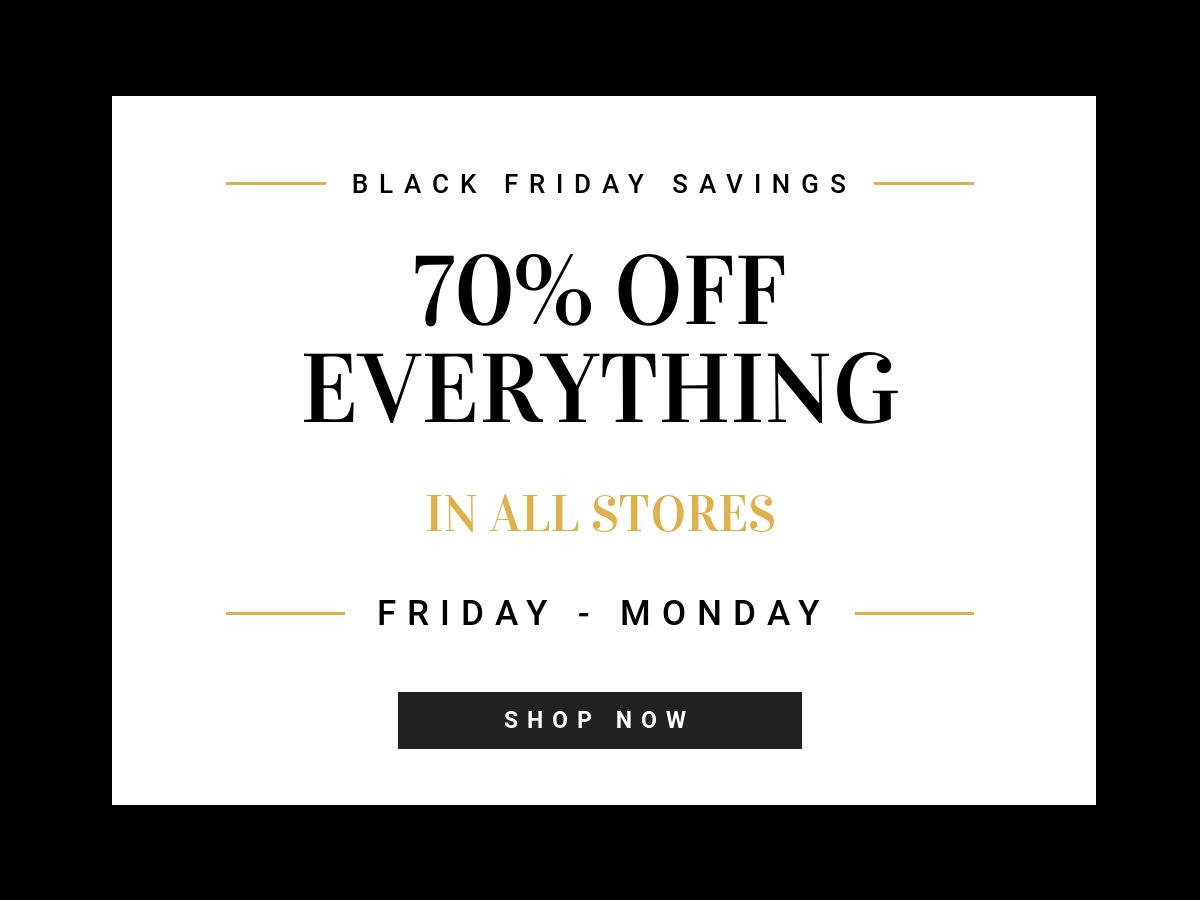 BLACK FRIDAY SAVINGS
70% OFF
EVERYTHING
IN ALL STORES
FRIDAY - MONDAY
SHOP NOW